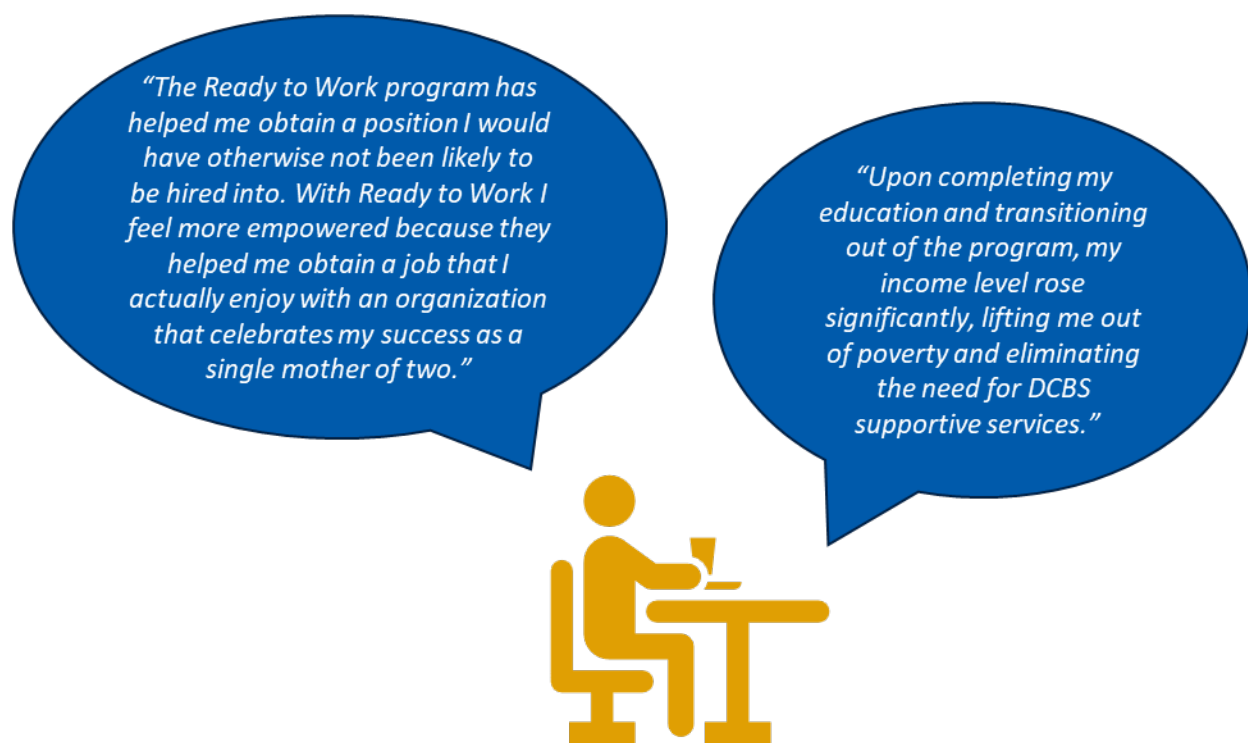 “The Ready to Work program has
helped me obtain a position I would
have otherwise not been likely to
be hired into. With Ready to Work I
feel more empowered because they
helped me obtain a job that I
actually enjoy with an organization
that celebrates my success as a
single mother of two.”
“Upon completing my
education and transitioning
out of the program, my
income level rose
significantly, lifting me out
of poverty and eliminating
the need for DCBS
supportive services.”